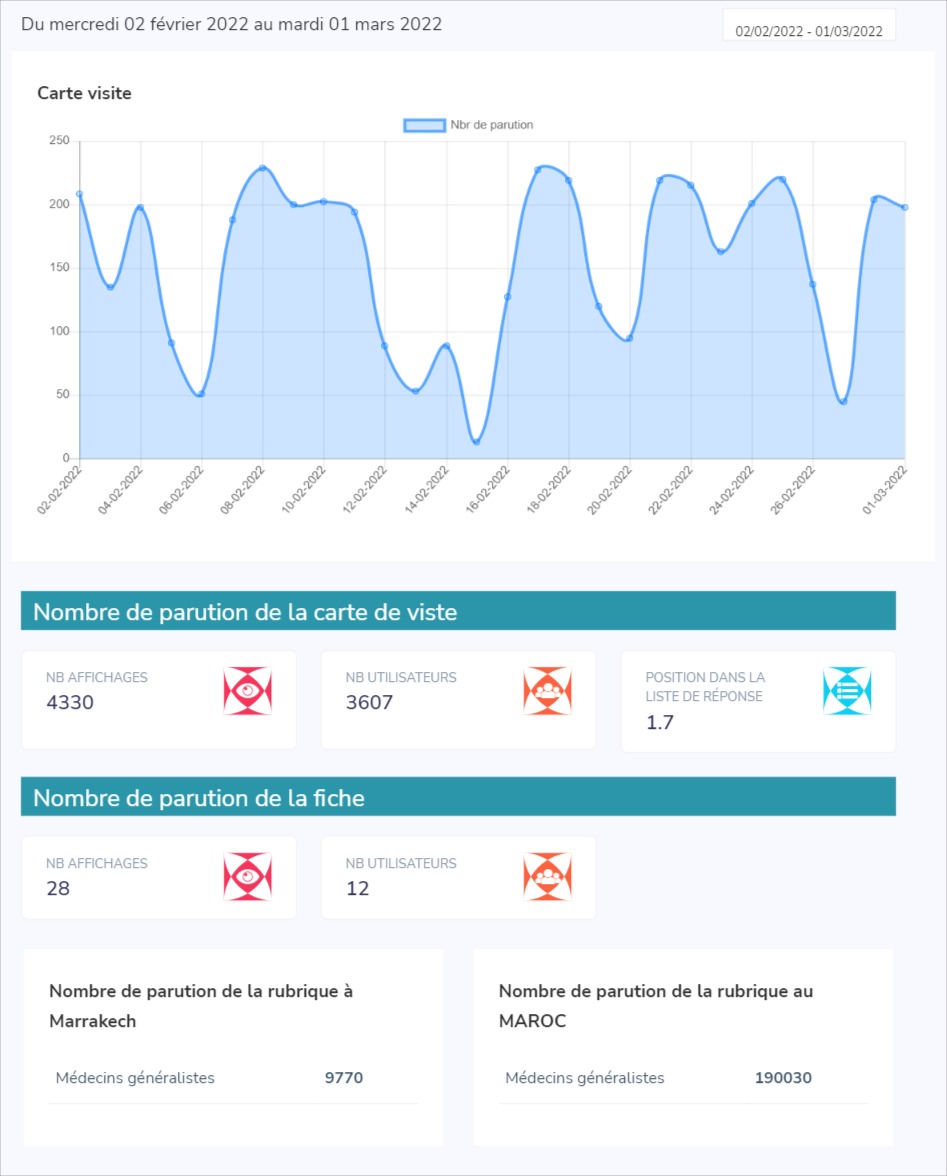 Du mercredi 02 février 2022 au mardi 01 mars 2022
02/02/2022 - 01/03/2022
Carte visite
Nbr de parution
250
200
150
100
50
0
02-02-2022
04-02-2022
06-02-2022
08-02-2022
10-02-2022
12-02-2022
14-02-2022
16-02-2022
18-02-2022
20-02-2022
22-02-2022
24-02-2022
26-02-2022
01-03-2022
Nombre de parution de la carte de viste
NB AFFICHAGES
4330
NB UTILISATEURS
3607
POSITION DANS LA
LISTE DE RÉPONSE
1.7
Nombre de parution de la fiche
NB AFFICHAGES
28
NB UTILISATEURS
12
Nombre de parution de la rubrique à
Marrakech
Médecins généralistes 9770
Nombre de parution de la rubrique au
MAROC
Médecins généralistes 190030